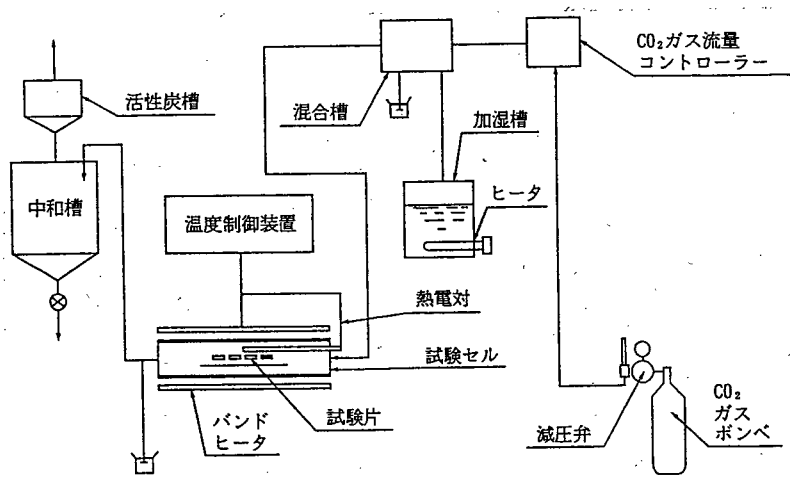 CO₂ガス流量
コントローラー
活性炭槽
混合槽
加湿槽
ヒータ
中和槽
温度制御装置
熱電対
試験セル
バンド
ヒータ
試験片
減圧弁
CO₂
ガス
ボンベ